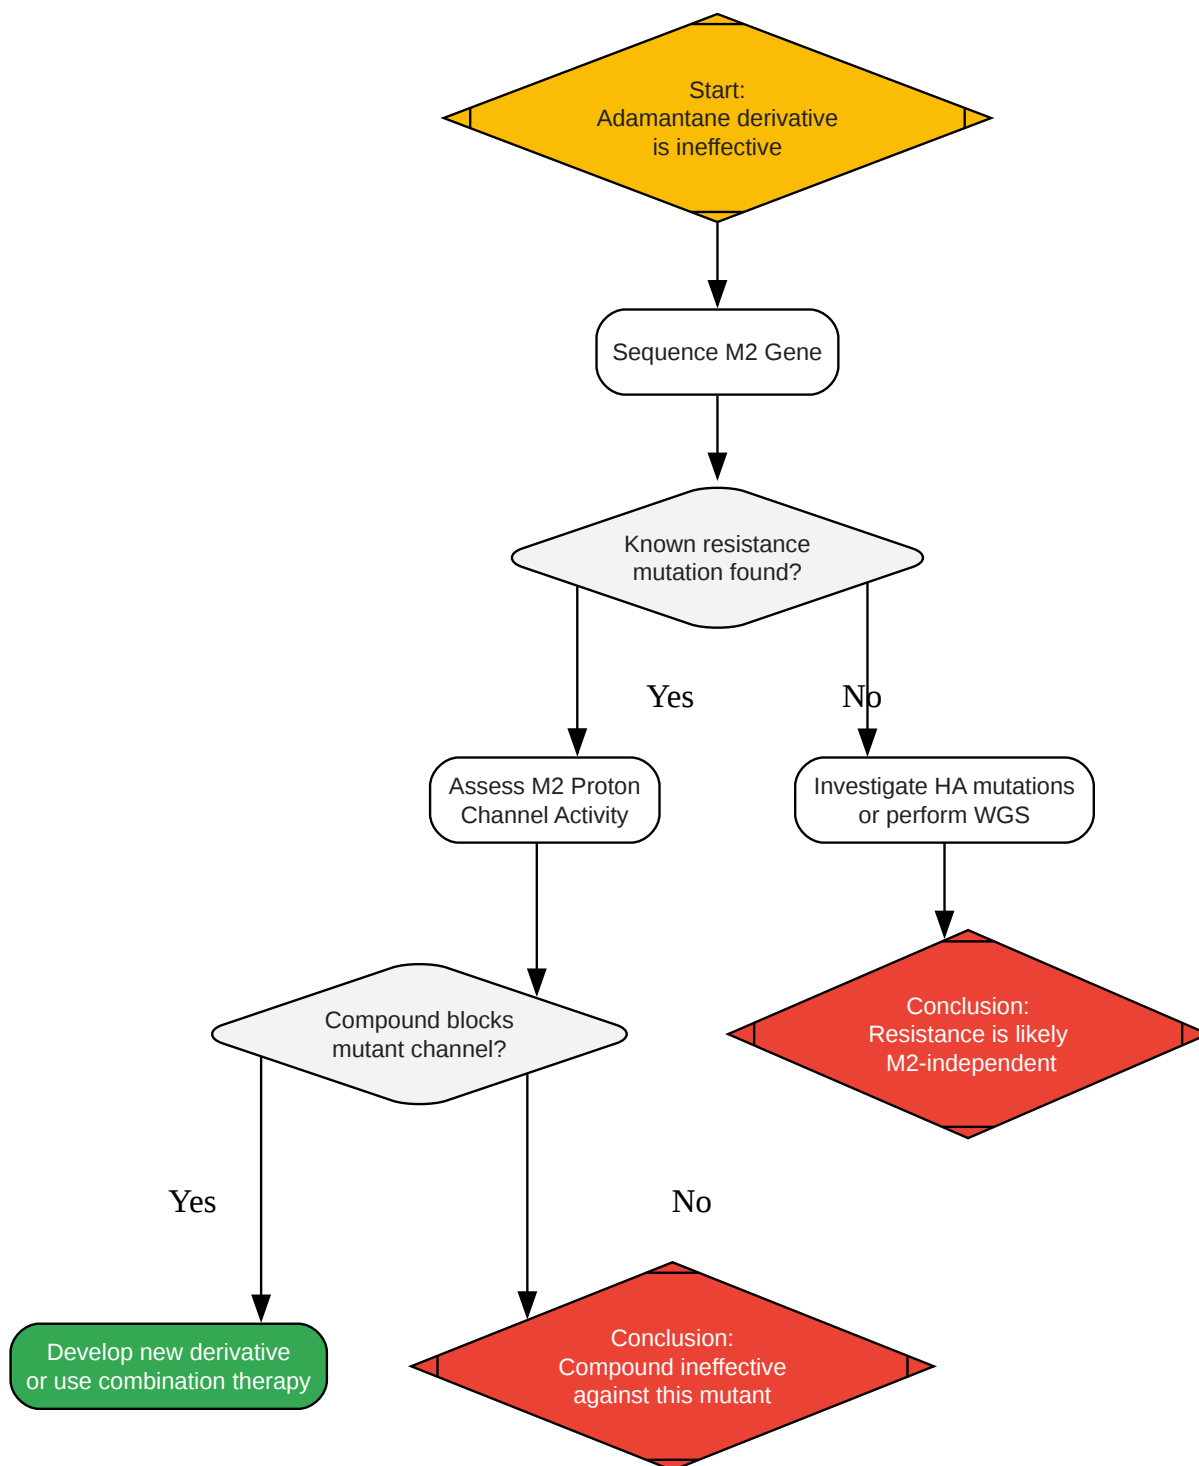 Start:
Adamantane derivative
is ineffective
Sequence M2 Gene
Known resistance
mutation found?
Yes
No
Assess M2 Proton
Channel Activity
Investigate HA mutations
or perform WGS
Compound blocks
mutant channel?
Conclusion:
Resistance is likely
M2-independent
Yes
No
Develop new derivative
or use combination therapy
Conclusion:
Compound ineffective
against this mutant